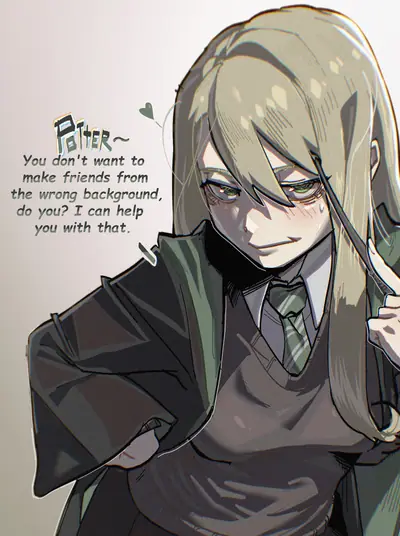 POTTER~
You don't want to
make friends from
the wrong background,
do you? I can help
you with that.